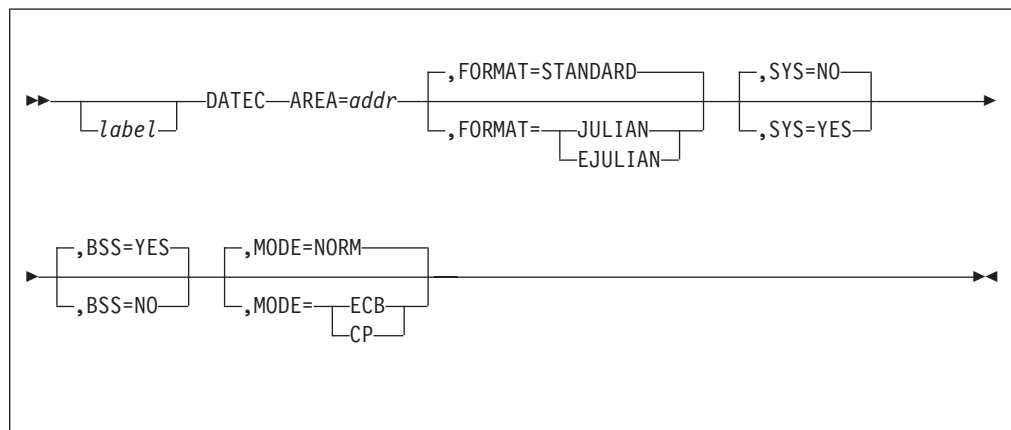 ,FORMAT=STANDARD ,SYS=NO
DATEC AREA=addr
label ,FORMAT= JULIAN ,SYS=YES
EJULIAN
,BSS=YES ,MODE=NORM
,BSS=NO ,MODE= ECB
CP